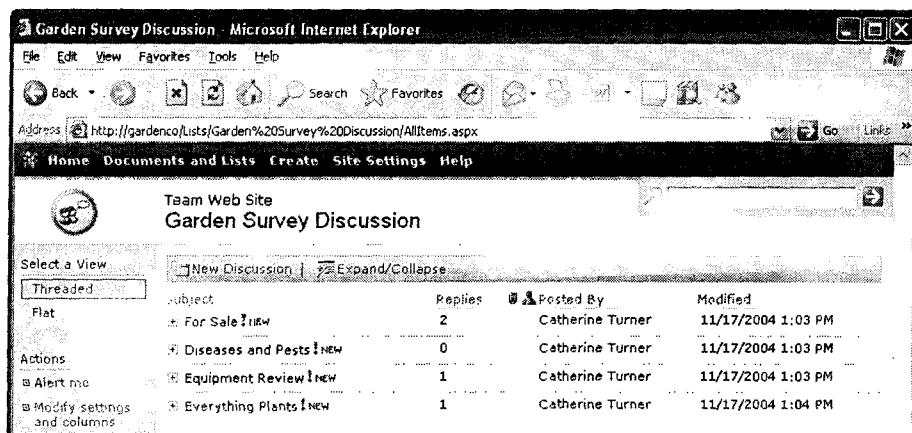 Garden Survey Discussion - Microsoft Internet Explorer
File Edit View Favorites Tools Help
Back Search Favorites
Address http://gardenco/Lists/Garden%20Survey%20Discussion/AllItems.aspx Go Links »
Home Documents and Lists Create Site Settings Help
Team Web Site
Garden Survey Discussion
Select a View
New Discussion | Expand/Collapse
Threaded
Subject Replies Posted By Modified
Flat
For Sale ! NEW 2 Catherine Turner 11/17/2004 1:03 PM
Diseases and Pests ! NEW 0 Catherine Turner 11/17/2004 1:03 PM
Actions
Alert me
Equipment Review ! NEW 1 Catherine Turner 11/17/2004 1:03 PM
Modify settings
and columns
Everything Plants ! NEW 1 Catherine Turner 11/17/2004 1:04 PM